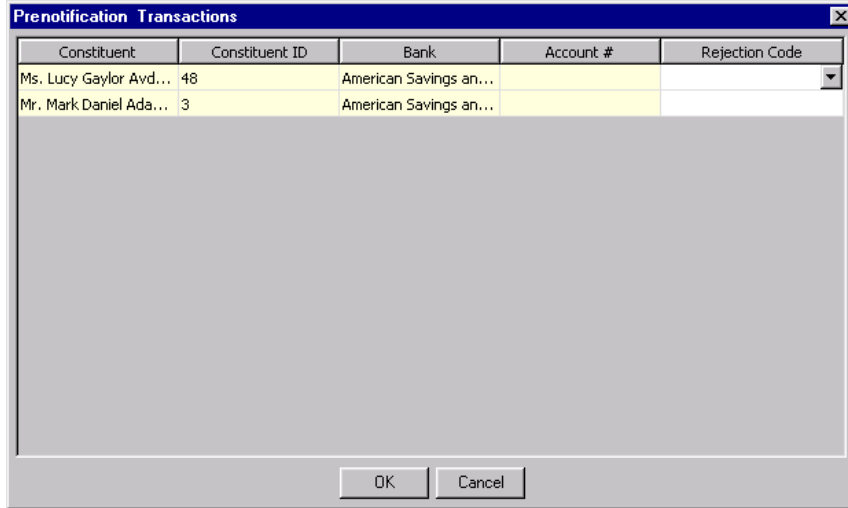 Prenotification Transactions
Constituent Constituent ID Bank Account # Rejection Code
Ms. Lucy Gaylor Avd... 48 American Savings an...
Mr. Mark Daniel Ada... 3 American Savings an...
OK Cancel